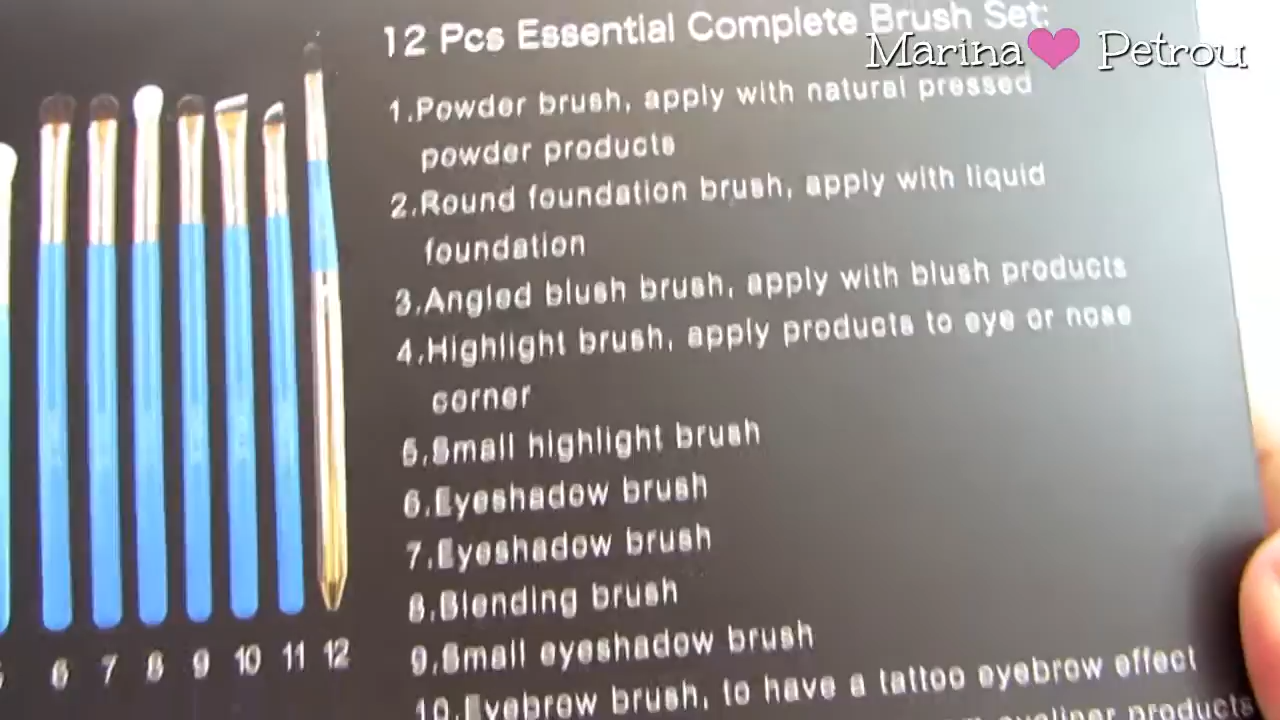 12 Pcs Essential Complete Brush Set:
Marina Petrou
1.Powder brush, apply with natural pressed
powder products
2.Round foundation brush, apply with liquid
foundation
3.Angled blush brush, apply with blush products
4.Highlight brush, apply products to eye or nose
corner
5.Small highlight brush
6.Eyeshadow brush
7.Eyeshadow brush
8.Blending brush
9.Small eyeshadow brush
10.Eyebrow brush, to have a tattoo eyebrow effect
eyeliner products
6 7 8 9 10 11 12